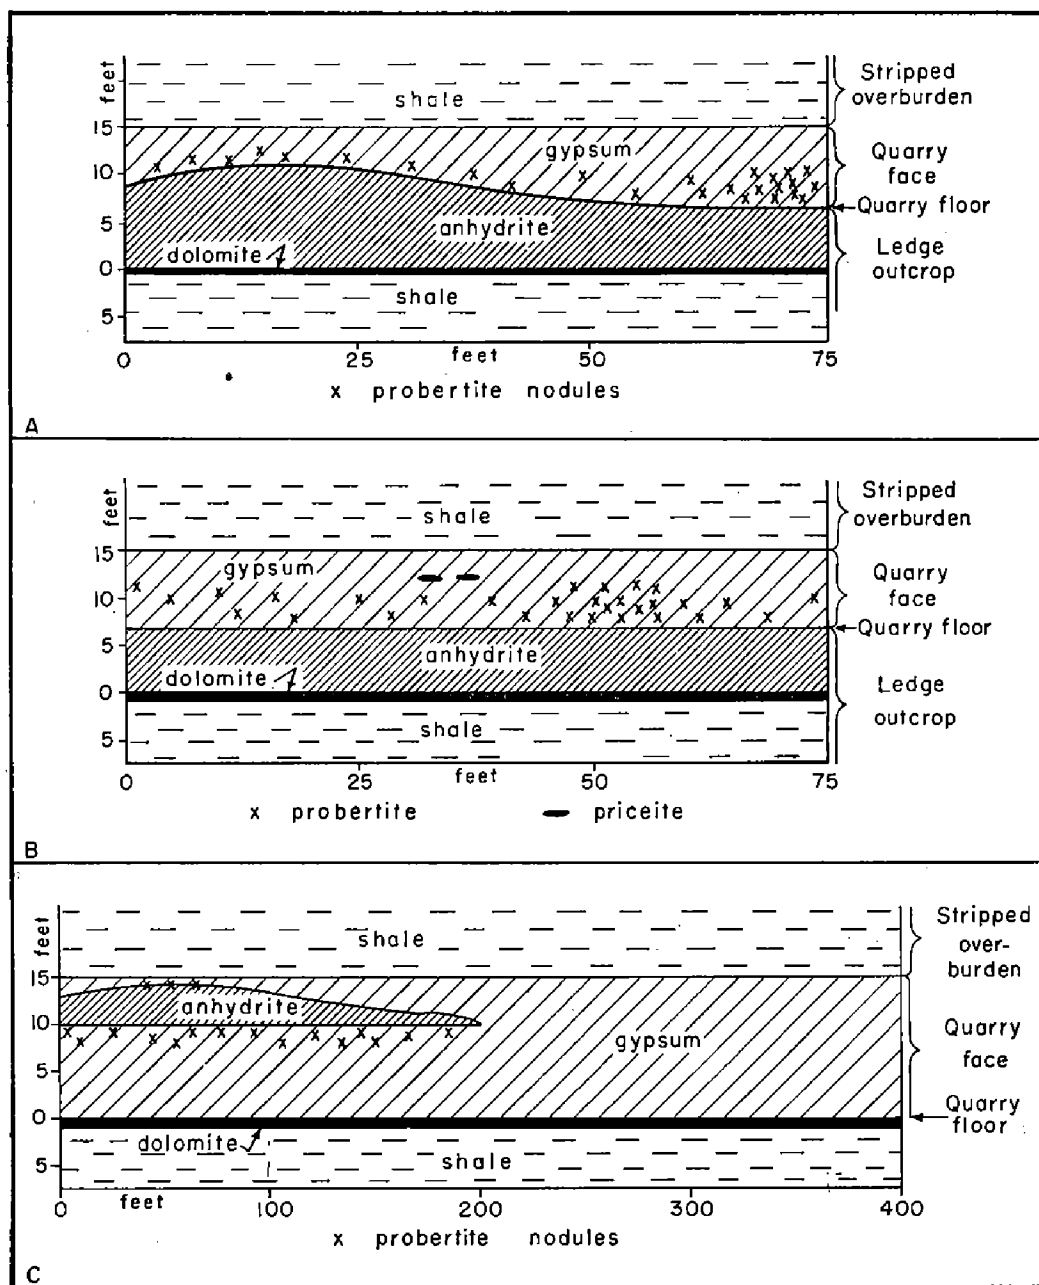 feet
shale
Stripped
overburden
15
gypsum
10
Quarry
face
Quarry floor
5
anhydrite
dolomite
Ledge
outcrop
0
shale
5
0 25 feet 50 75
x probertite nodules
A
feet
shale
Stripped
overburden
15
gypsum
10
Quarry
face
Quarry floor
5
anhydrite
dolomite
Ledge
outcrop
0
shale
5
0 25 feet 50 75
x probertite priceite
B
feet
shale
Stripped
over-
burden
15
anhydrite
10
gypsum
Quarry
face
5
0
Quarry
floor
dolomite
shale
5
feet
0 100 200 300 400
x probertite nodules
C